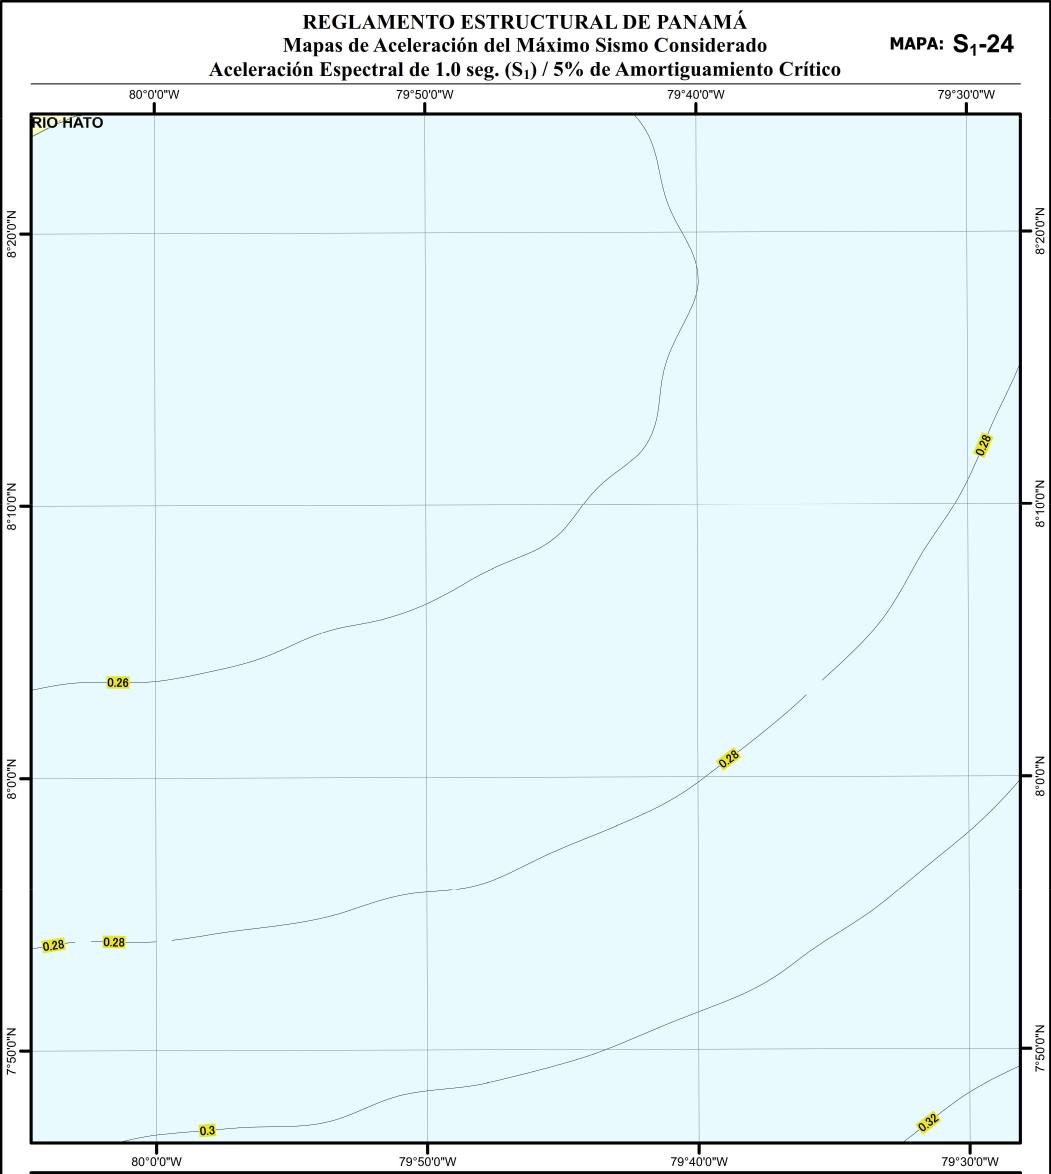 REGLAMENTO ESTRUCTURAL DE PANAMÁ
Mapas de Aceleración del Máximo Sismo Considerado
Aceleración Espectral de 1.0 seg. (S₁) / 5% de Amortiguamiento Crítico
MAPA: S₁-24
80°0'0"W 79°50'0"W 79°40'0"W 79°30'0"W
RIO HATO
8°20'0"N 8°20'0"N
0.28
8°10'0"N 8°10'0"N
0.26
0.28
8°0'0"N 8°0'0"N
0.28 0.28
7°50'0"N 7°50'0"N
0.3 0.32
80°0'0"W 79°50'0"W 79°40'0"W 79°30'0"W